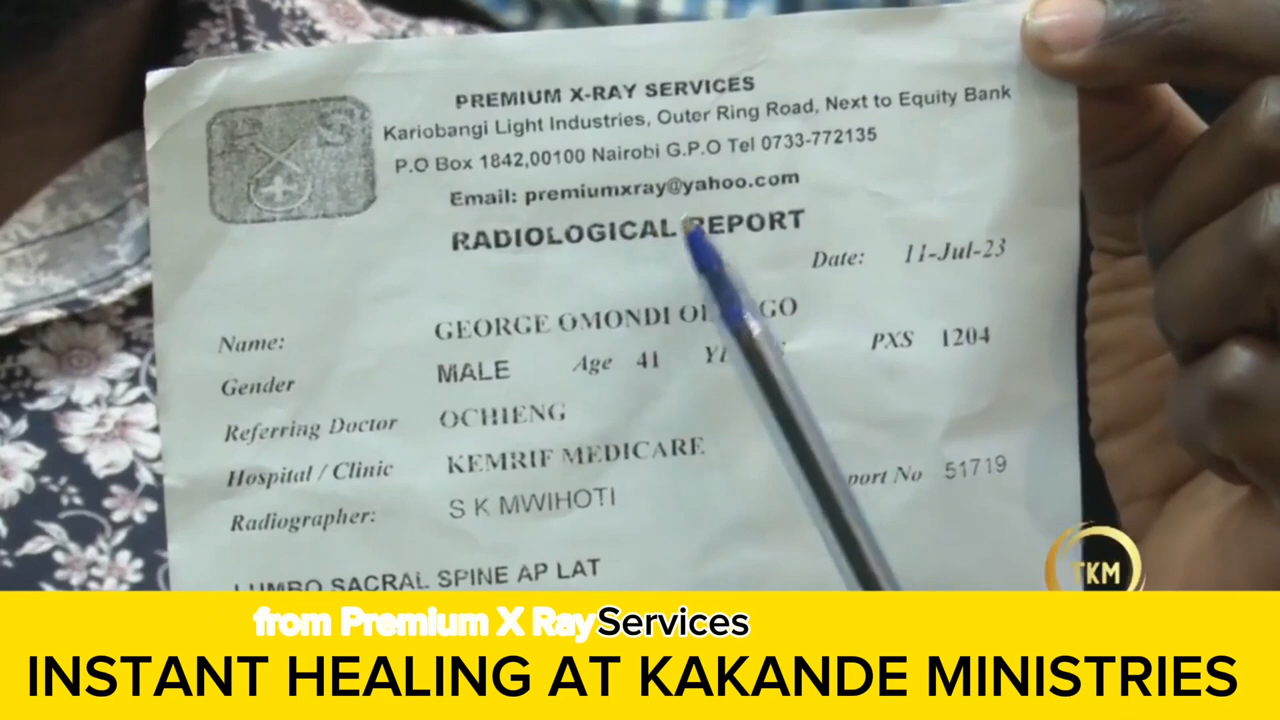 PREMIUM X-RAY SERVICES
Kariobangi Light Industries, Outer Ring Road, Next to Equity Bank
P.O Box 1842,00100 Nairobi G.P.O Tel 0733-772135
Email: premiumxray@yahoo.com
RADIOLOGICAL REPORT
Date: 11-Jul-23
Name: GEORGE OMONDI
Gender MALE Age 41 PXS 1204
Referring Doctor OCHIENG
Hospital / Clinic KEMRIF MEDICARE
Radiographer: S K MWIHOTI No 51719
LUMBO SACRAL SPINE AP LAT
TKM
from Premium X Ray Services
INSTANT HEALING AT KAKANDE MINISTRIES